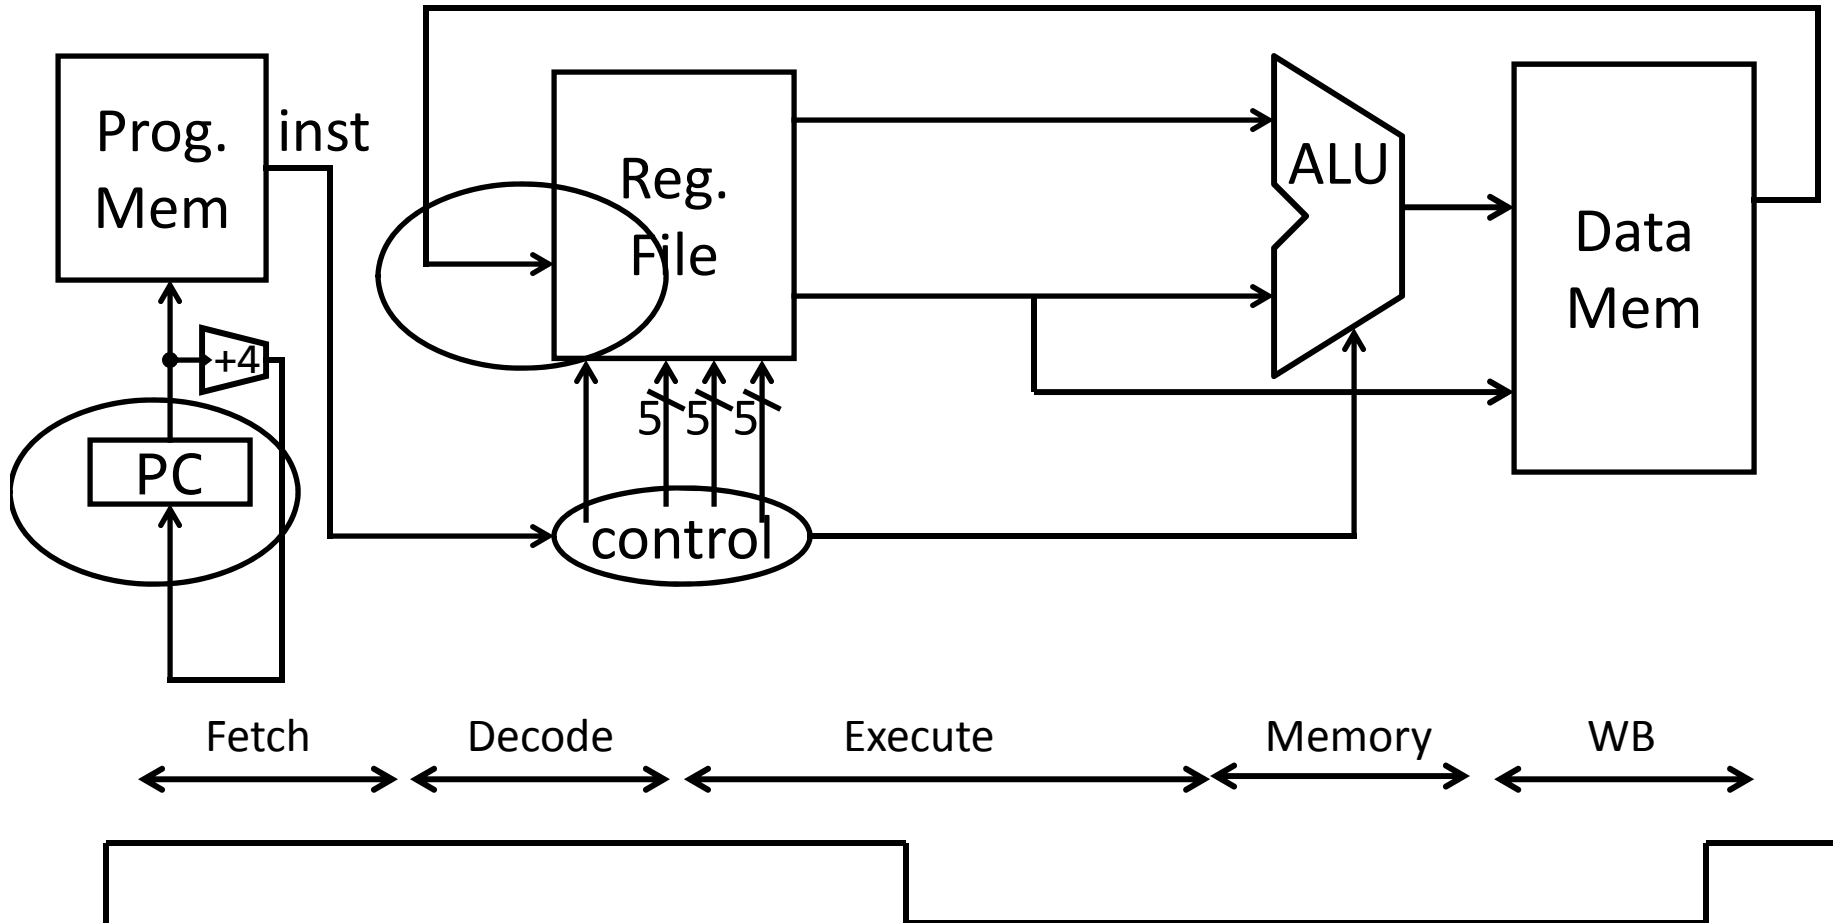 Prog.
Mem
inst
Reg.
File
ALU
Data
Mem
+4
PC
5 5 5
control
Fetch Decode Execute Memory WB